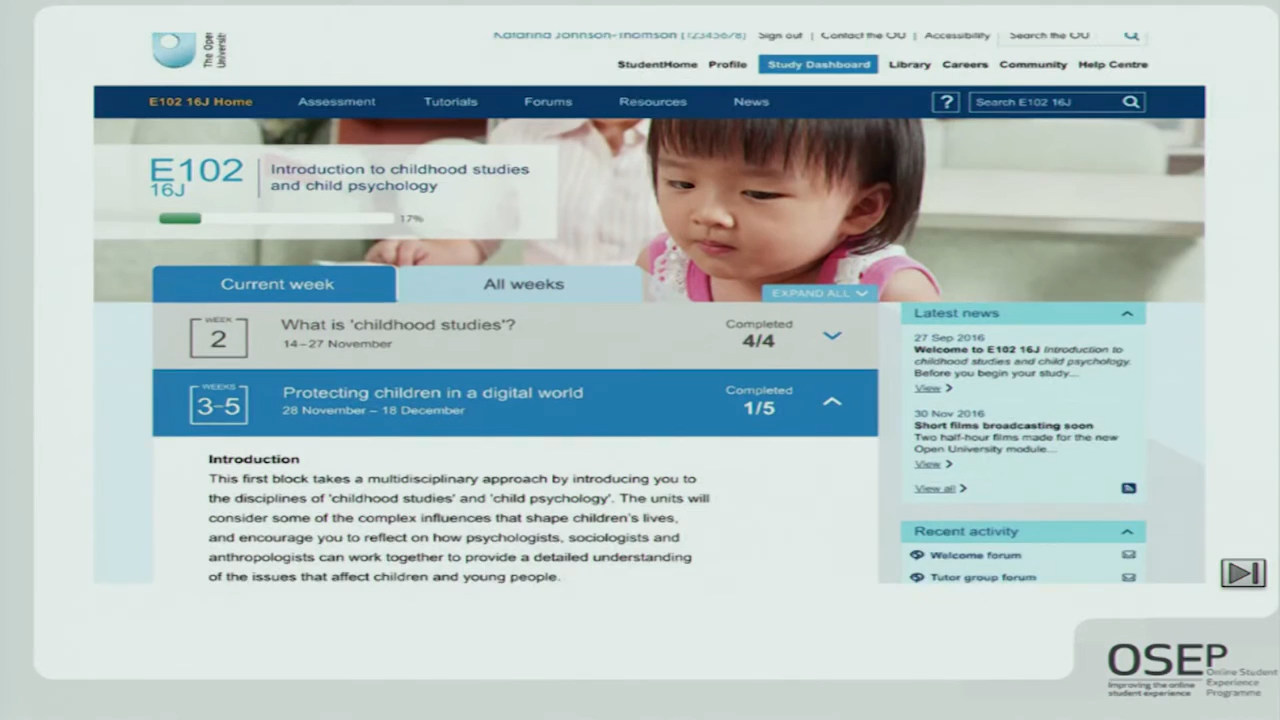 The Open
University
Katarina Johnson-Thomson (12345678) Sign out | Contact the OU | Accessibility Search the OU
StudentHome Profile Study Dashboard Library Careers Community Help Centre
E102 16J Home Assessment Tutorials Forums Resources News ? Search E102 16J
E102
16J
Introduction to childhood studies
and child psychology
17%
Current week
All weeks
EXPAND ALL
WEEK
2
What is 'childhood studies'?
14–27 November
Completed
4/4
WEEKS
3-5
Protecting children in a digital world
28 November – 18 December
Completed
1/5
Introduction
This first block takes a multidisciplinary approach by introducing you to
the disciplines of 'childhood studies' and 'child psychology'. The units will
consider some of the complex influences that shape children's lives,
and encourage you to reflect on how psychologists, sociologists and
anthropologists can work together to provide a detailed understanding
of the issues that affect children and young people.
Latest news
27 Sep 2016
Welcome to E102 16J Introduction to
childhood studies and child psychology.
Before you begin your study...
View
30 Nov 2016
Short films broadcasting soon
Two half-hour films made for the new
Open University module...
View
View all
Recent activity
Welcome forum
Tutor group forum
OSEP
Improving the online
student experience
Online Student
Experience
Programme